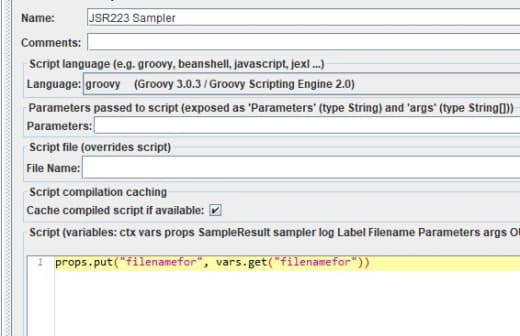 Name: JSR223 Sampler
Comments:
Script language (e.g. groovy, beanshell, javascript, jexl ...)
Language: groovy (Groovy 3.0.3 / Groovy Scripting Engine 2.0)
Parameters passed to script (exposed as 'Parameters' (type String) and 'args' (type String[]))
Parameters:
Script file (overrides script)
File Name:
Script compilation caching
Cache compiled script if available:
Script (variables: ctx vars props SampleResult sampler log Label Filename Parameters args OU
1 props.put("filenamefor", vars.get("filenamefor"))